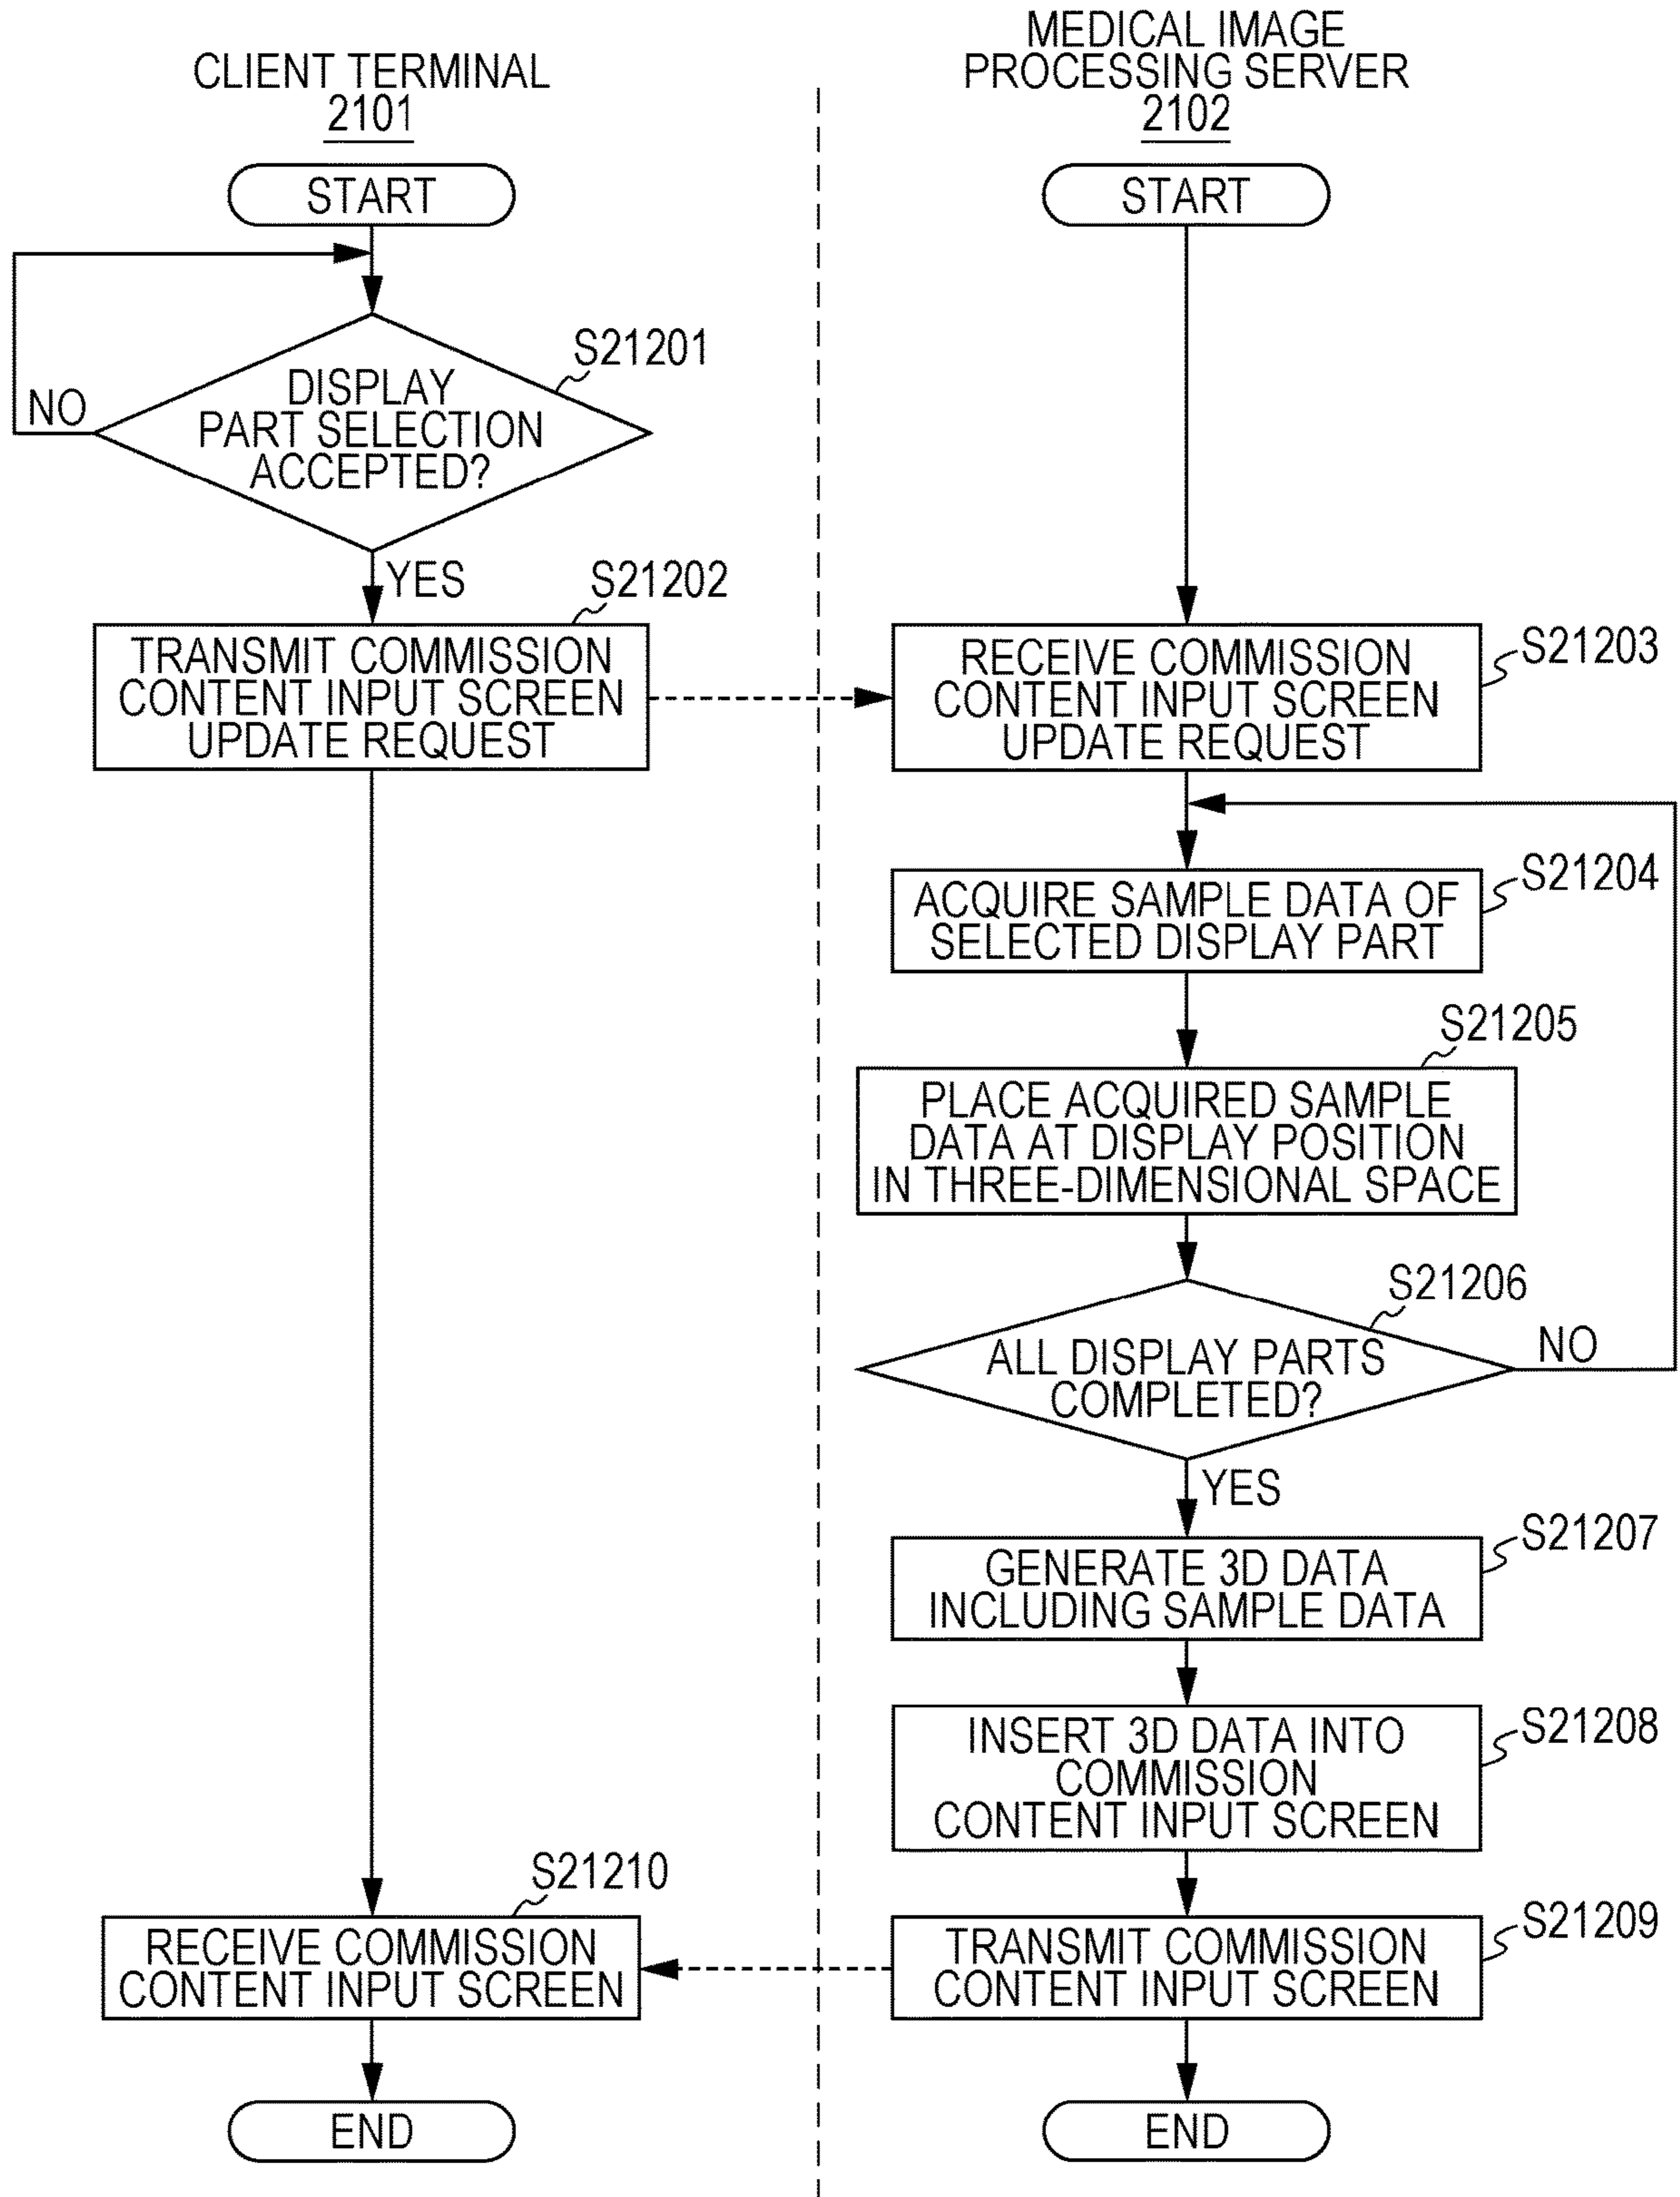 CLIENT TERMINAL
2101
START
S21201
DISPLAY
PART SELECTION
ACCEPTED?
NO
YES
S21202
TRANSMIT COMMISSION
CONTENT INPUT SCREEN
UPDATE REQUEST
S21210
RECEIVE COMMISSION
CONTENT INPUT SCREEN
END
MEDICAL IMAGE
PROCESSING SERVER
2102
START
S21203
RECEIVE COMMISSION
CONTENT INPUT SCREEN
UPDATE REQUEST
S21204
ACQUIRE SAMPLE DATA OF
SELECTED DISPLAY PART
S21205
PLACE ACQUIRED SAMPLE
DATA AT DISPLAY POSITION
IN THREE-DIMENSIONAL SPACE
S21206
ALL DISPLAY PARTS
COMPLETED?
NO
YES
S21207
GENERATE 3D DATA
INCLUDING SAMPLE DATA
S21208
INSERT 3D DATA INTO
COMMISSION
CONTENT INPUT SCREEN
S21209
TRANSMIT COMMISSION
CONTENT INPUT SCREEN
END